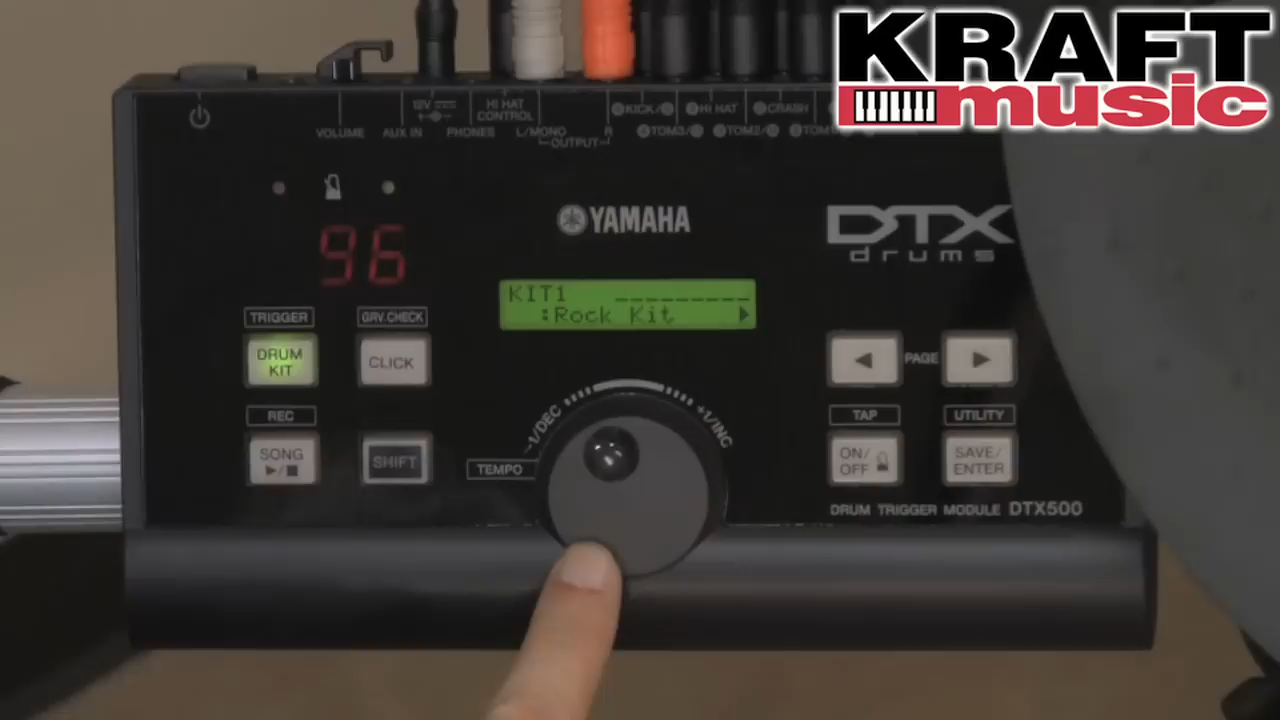 KRAFT
music
12V
HI HAT
CONTROL
KICK/
HI HAT
CRASH
VOLUME
AUX IN
PHONES
L/MONO
R
OUTPUT
TOM3/
TOM2/
YAMAHA
DTX
drums
96
KIT1
:Rock Kit
TRIGGER
GRV.CHECK
DRUM
KIT
CLICK
◀ PAGE ▶
-1/DEC
+1/INC
REC
TAP
UTILITY
SONG
▶/■
SHIFT
TEMPO
ON/
OFF
SAVE/
ENTER
DRUM TRIGGER MODULE DTX500